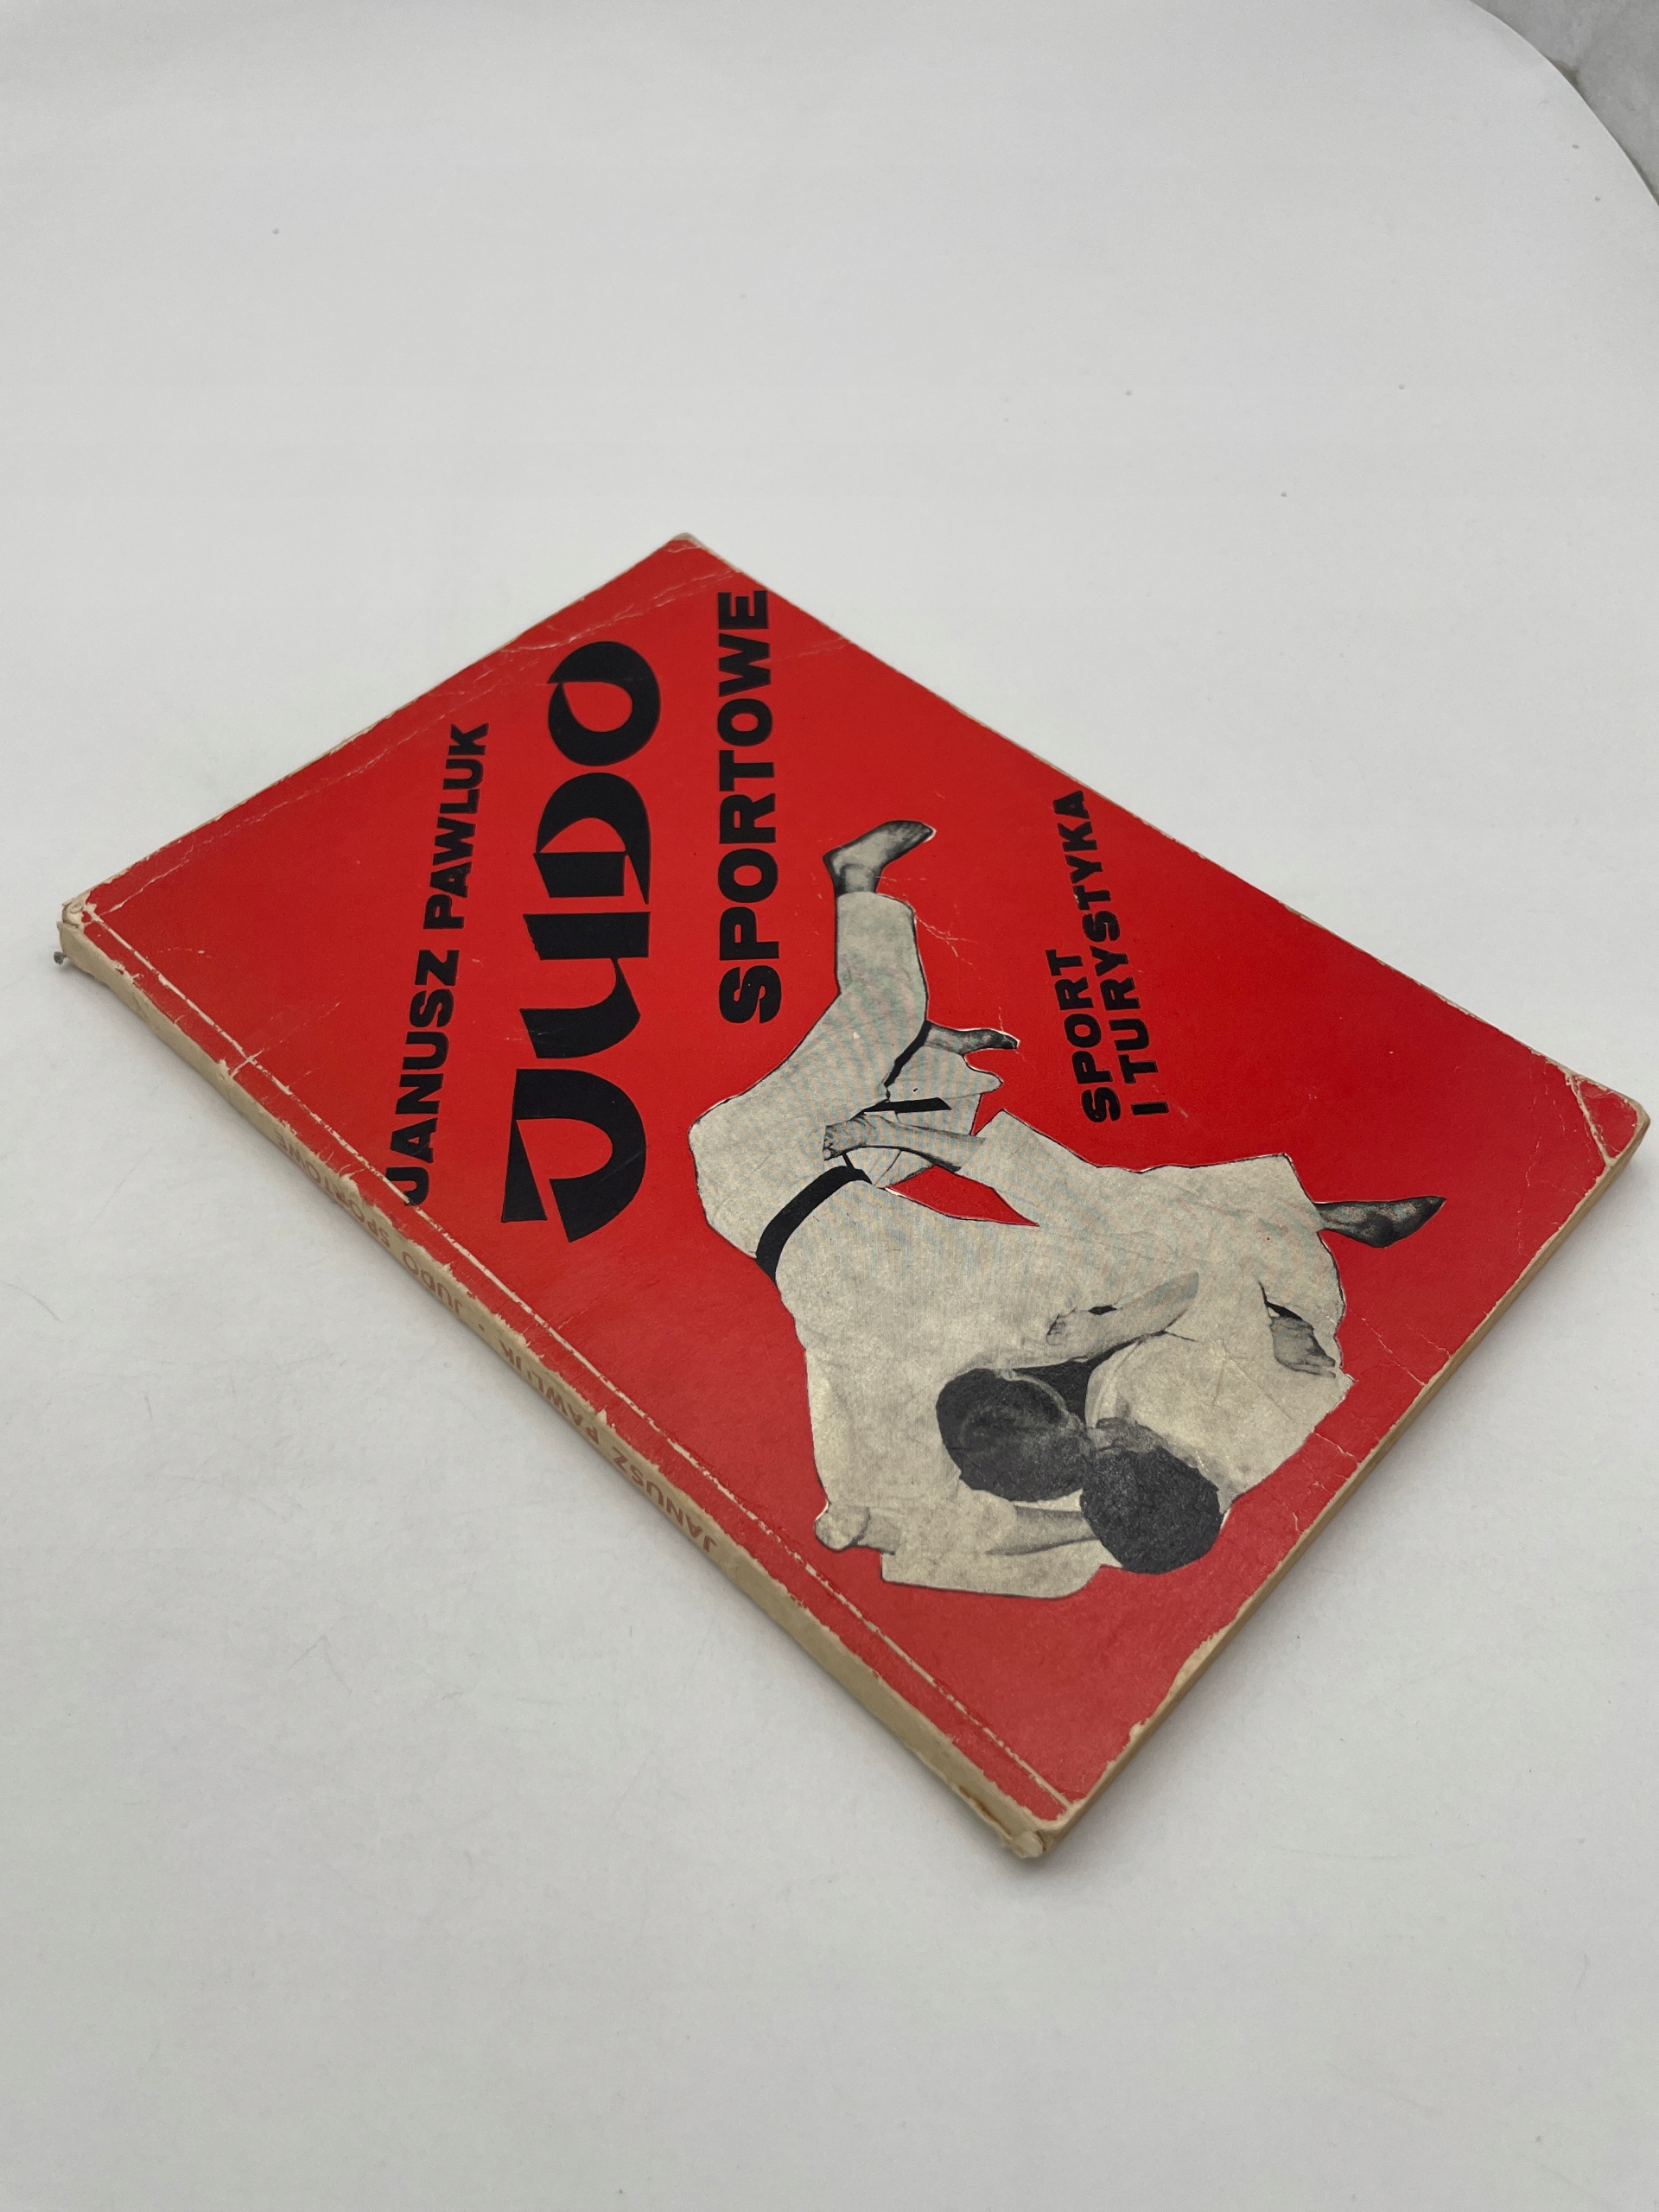 JANUSZ PAWLUK
JUDO
SPORTOWE
SPORT
I TURYSTYKA
JANUSZ PAWLUK · JUDO SPORTOWE